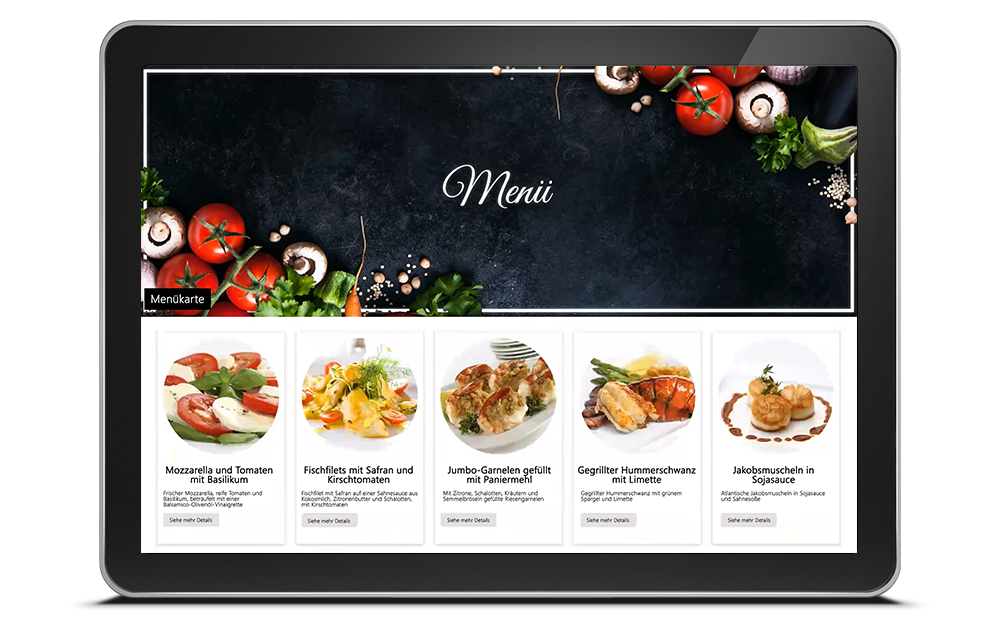 Menü
Menükarte
Mozzarella und Tomaten
mit Basilikum
Frischer Mozzarella, reife Tomaten und
Basilikum, beträufelt mit einer
Balsamico-Olivenöl-Vinaigrette
Siehe mehr Details
Fischfilets mit Safran und
Kirschtomaten
Fischfilet mit Safran auf einer Sahnesauce aus
Kokosmilch, Zitronenbutter und Schalotten,
mit Kirschtomaten
Siehe mehr Details
Jumbo-Garnelen gefüllt
mit Paniermehl
Mit Zitrone, Schalotten, Kräutern und
Semmelbröseln gefüllte Riesengarnelen
Siehe mehr Details
Gegrillter Hummerschwanz
mit Limette
Gegrillter Hummerschwanz mit grünem
Spargel und Limette
Siehe mehr Details
Jakobsmuscheln in
Sojasauce
Atlantische Jakobsmuscheln in Sojasauce
und Sahnesoße
Siehe mehr Details